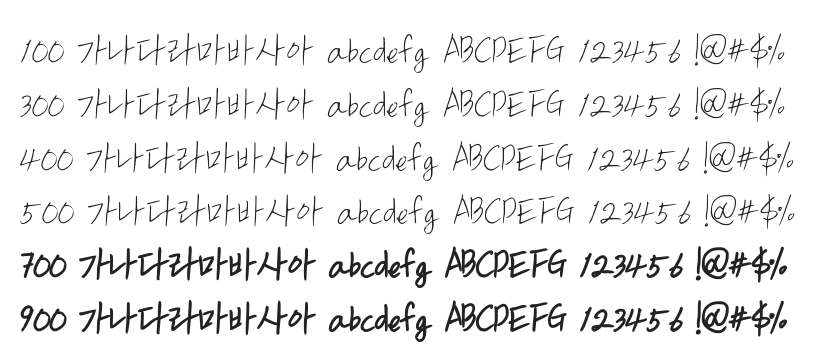 100 가나다라마바사아 abcdefg ABCDEFG 123456 !@#$%
300 가나다라마바사아 abcdefg ABCDEFG 123456 !@#$%
400 가나다라마바사아 abcdefg ABCDEFG 123456 !@#$%
500 가나다라마바사아 abcdefg ABCDEFG 123456 !@#$%
700 가나다라마바사아 abcdefg ABCDEFG 123456 !@#$%
900 가나다라마바사아 abcdefg ABCDEFG 123456 !@#$%